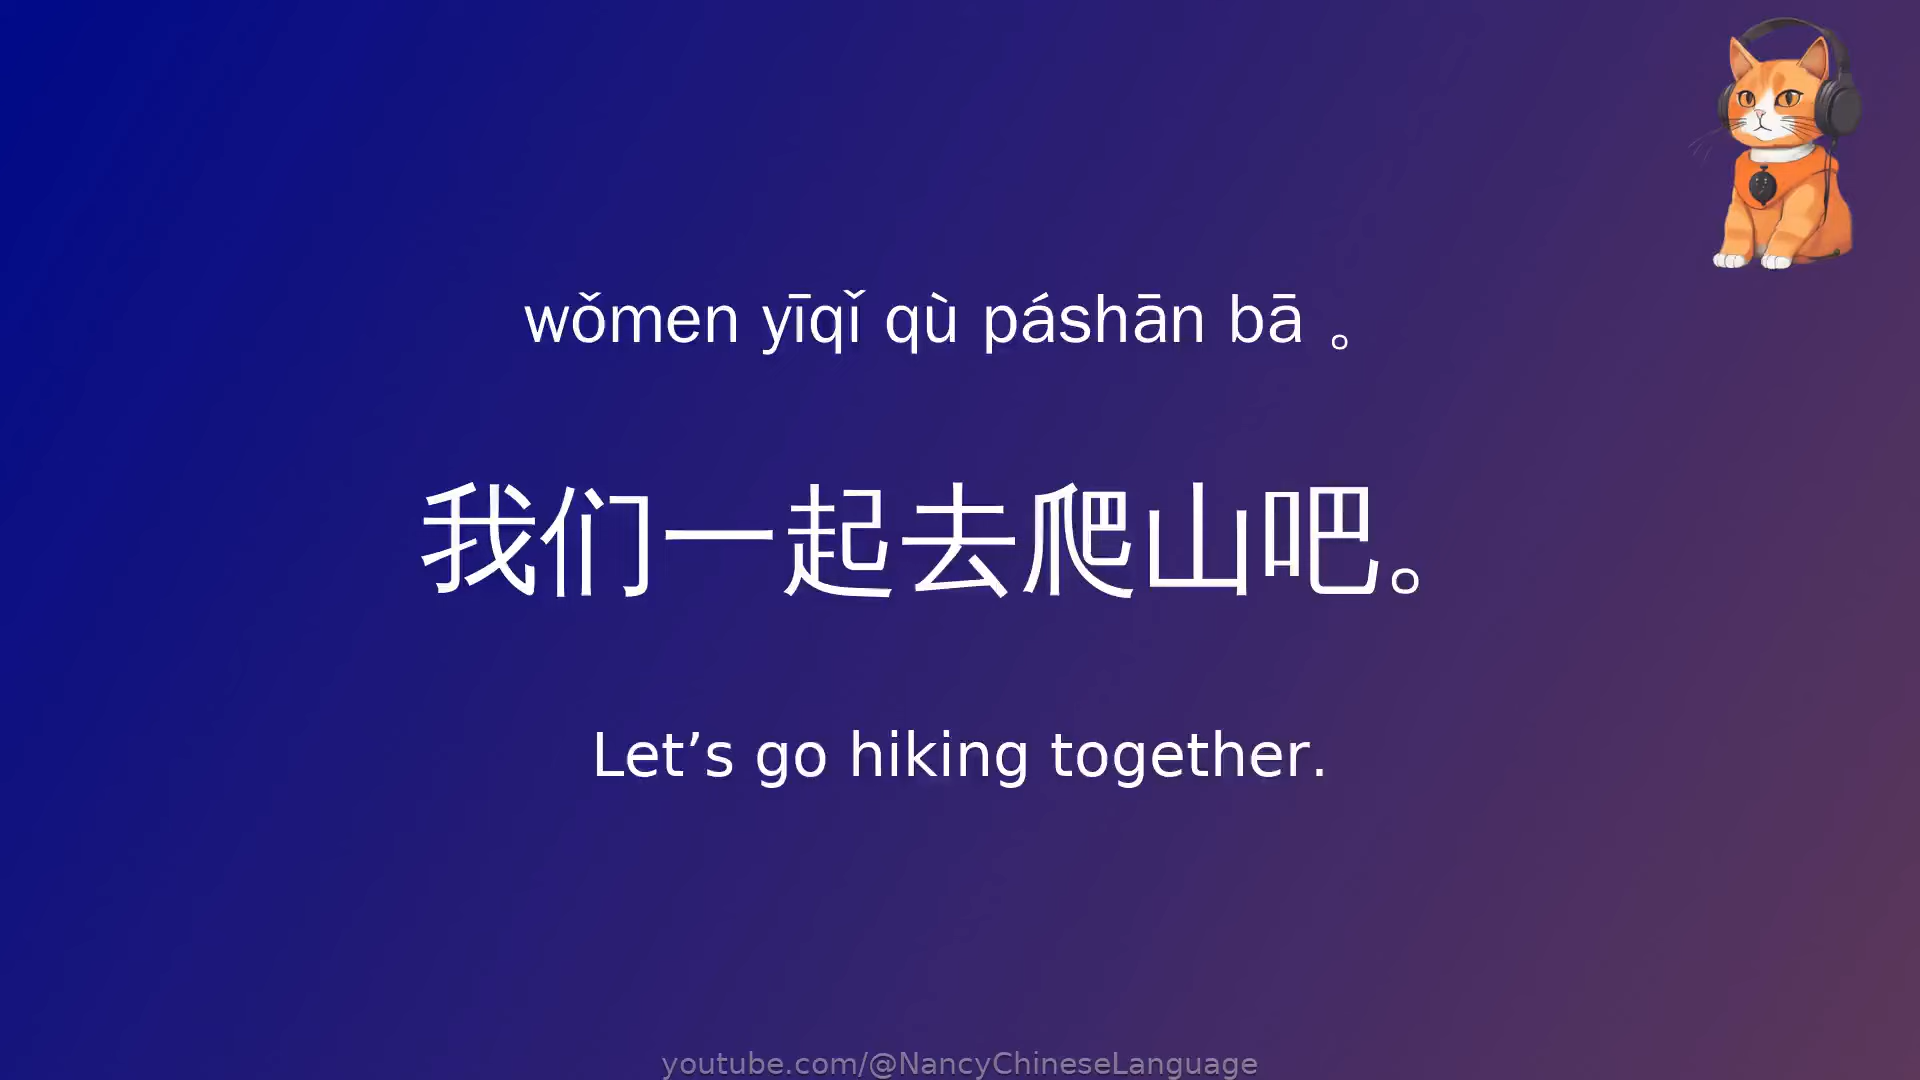 wǒmen yīqǐ qù páshān bā 。
我们一起去爬山吧。
Let’s go hiking together.
youtube.com/@NancyChineseLanguage